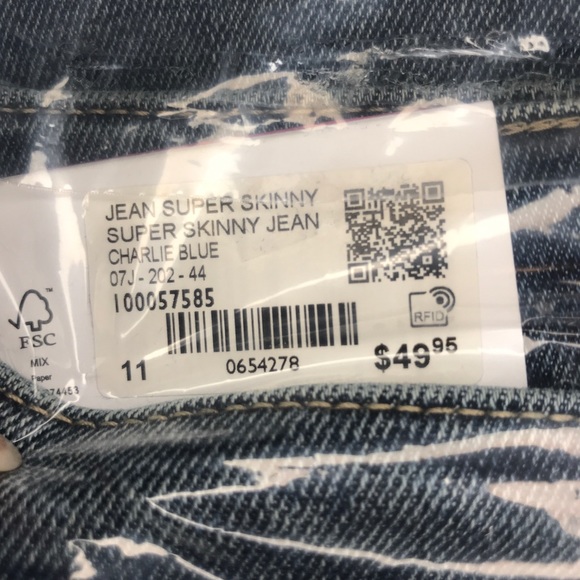 JEAN SUPER SKINNY
SUPER SKINNY JEAN
CHARLIE BLUE
07J - 202 - 44
100057585
RFID
11
0654278
$49.95
FSC
MIX
Paper